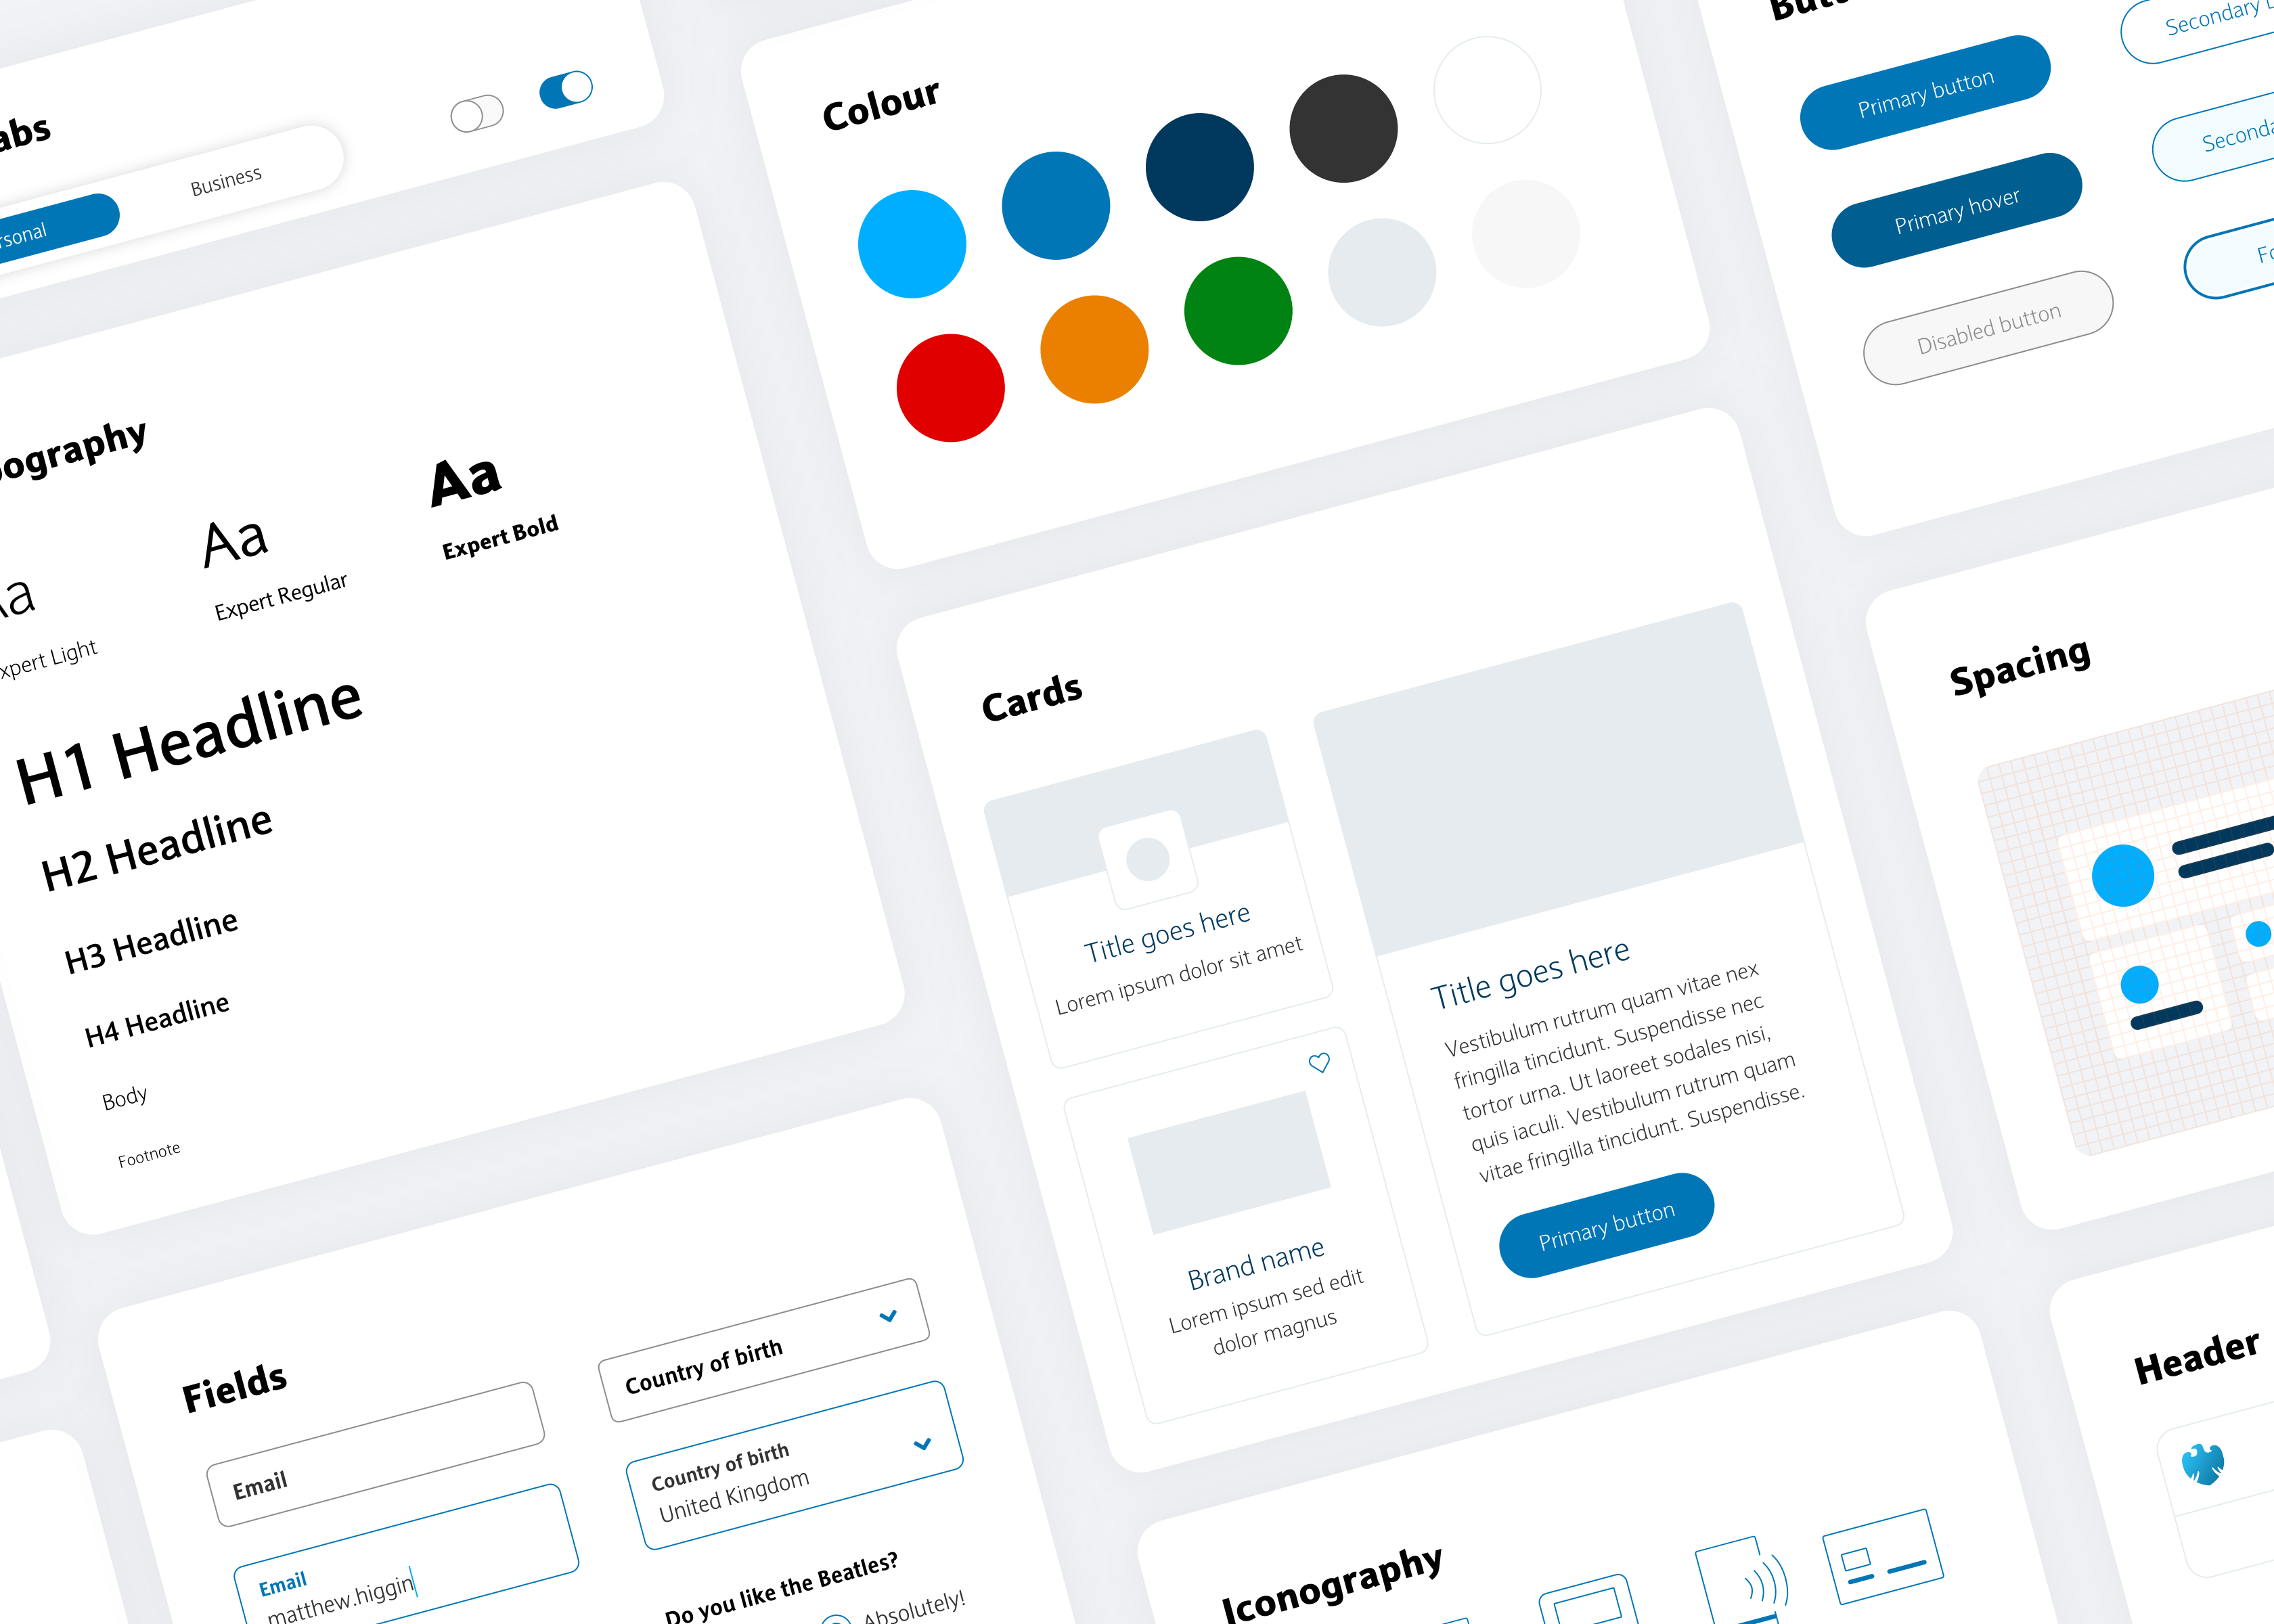 abs
rsonal
Business
ography
Aa
Aa
Aa
xpert Light
Expert Regular
Expert Bold
H1 Headline
H2 Headline
H3 Headline
H4 Headline
Body
Footnote
Fields
Email
Email
matthew.higgin
Country of birth
Country of birth
United Kingdom
Do you like the Beatles?
Absolutely!
Colour
Cards
Title goes here
Lorem ipsum dolor sit amet
Brand name
Lorem ipsum sed edit
dolor magnus
Title goes here
Vestibulum rutrum quam vitae nex
fringilla tincidunt. Suspendisse nec
tortor urna. Ut laoreet sodales nisi,
quis iaculi. Vestibulum rutrum quam
vitae fringilla tincidunt. Suspendisse.
Primary button
Iconography
Primary button
Primary hover
Disabled button
Secondary
Seconda
Fo
Spacing
Header